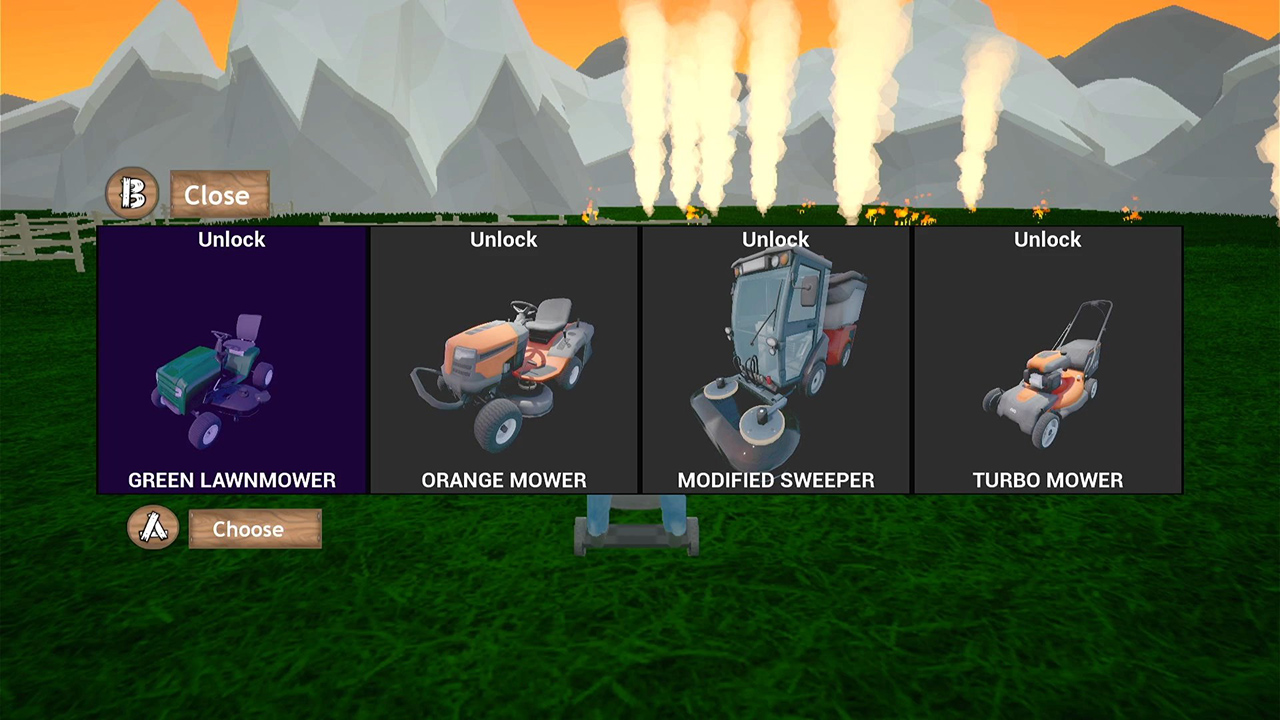 B Close
Unlock Unlock Unlock Unlock
GREEN LAWNMOWER ORANGE MOWER MODIFIED SWEEPER TURBO MOWER
A Choose